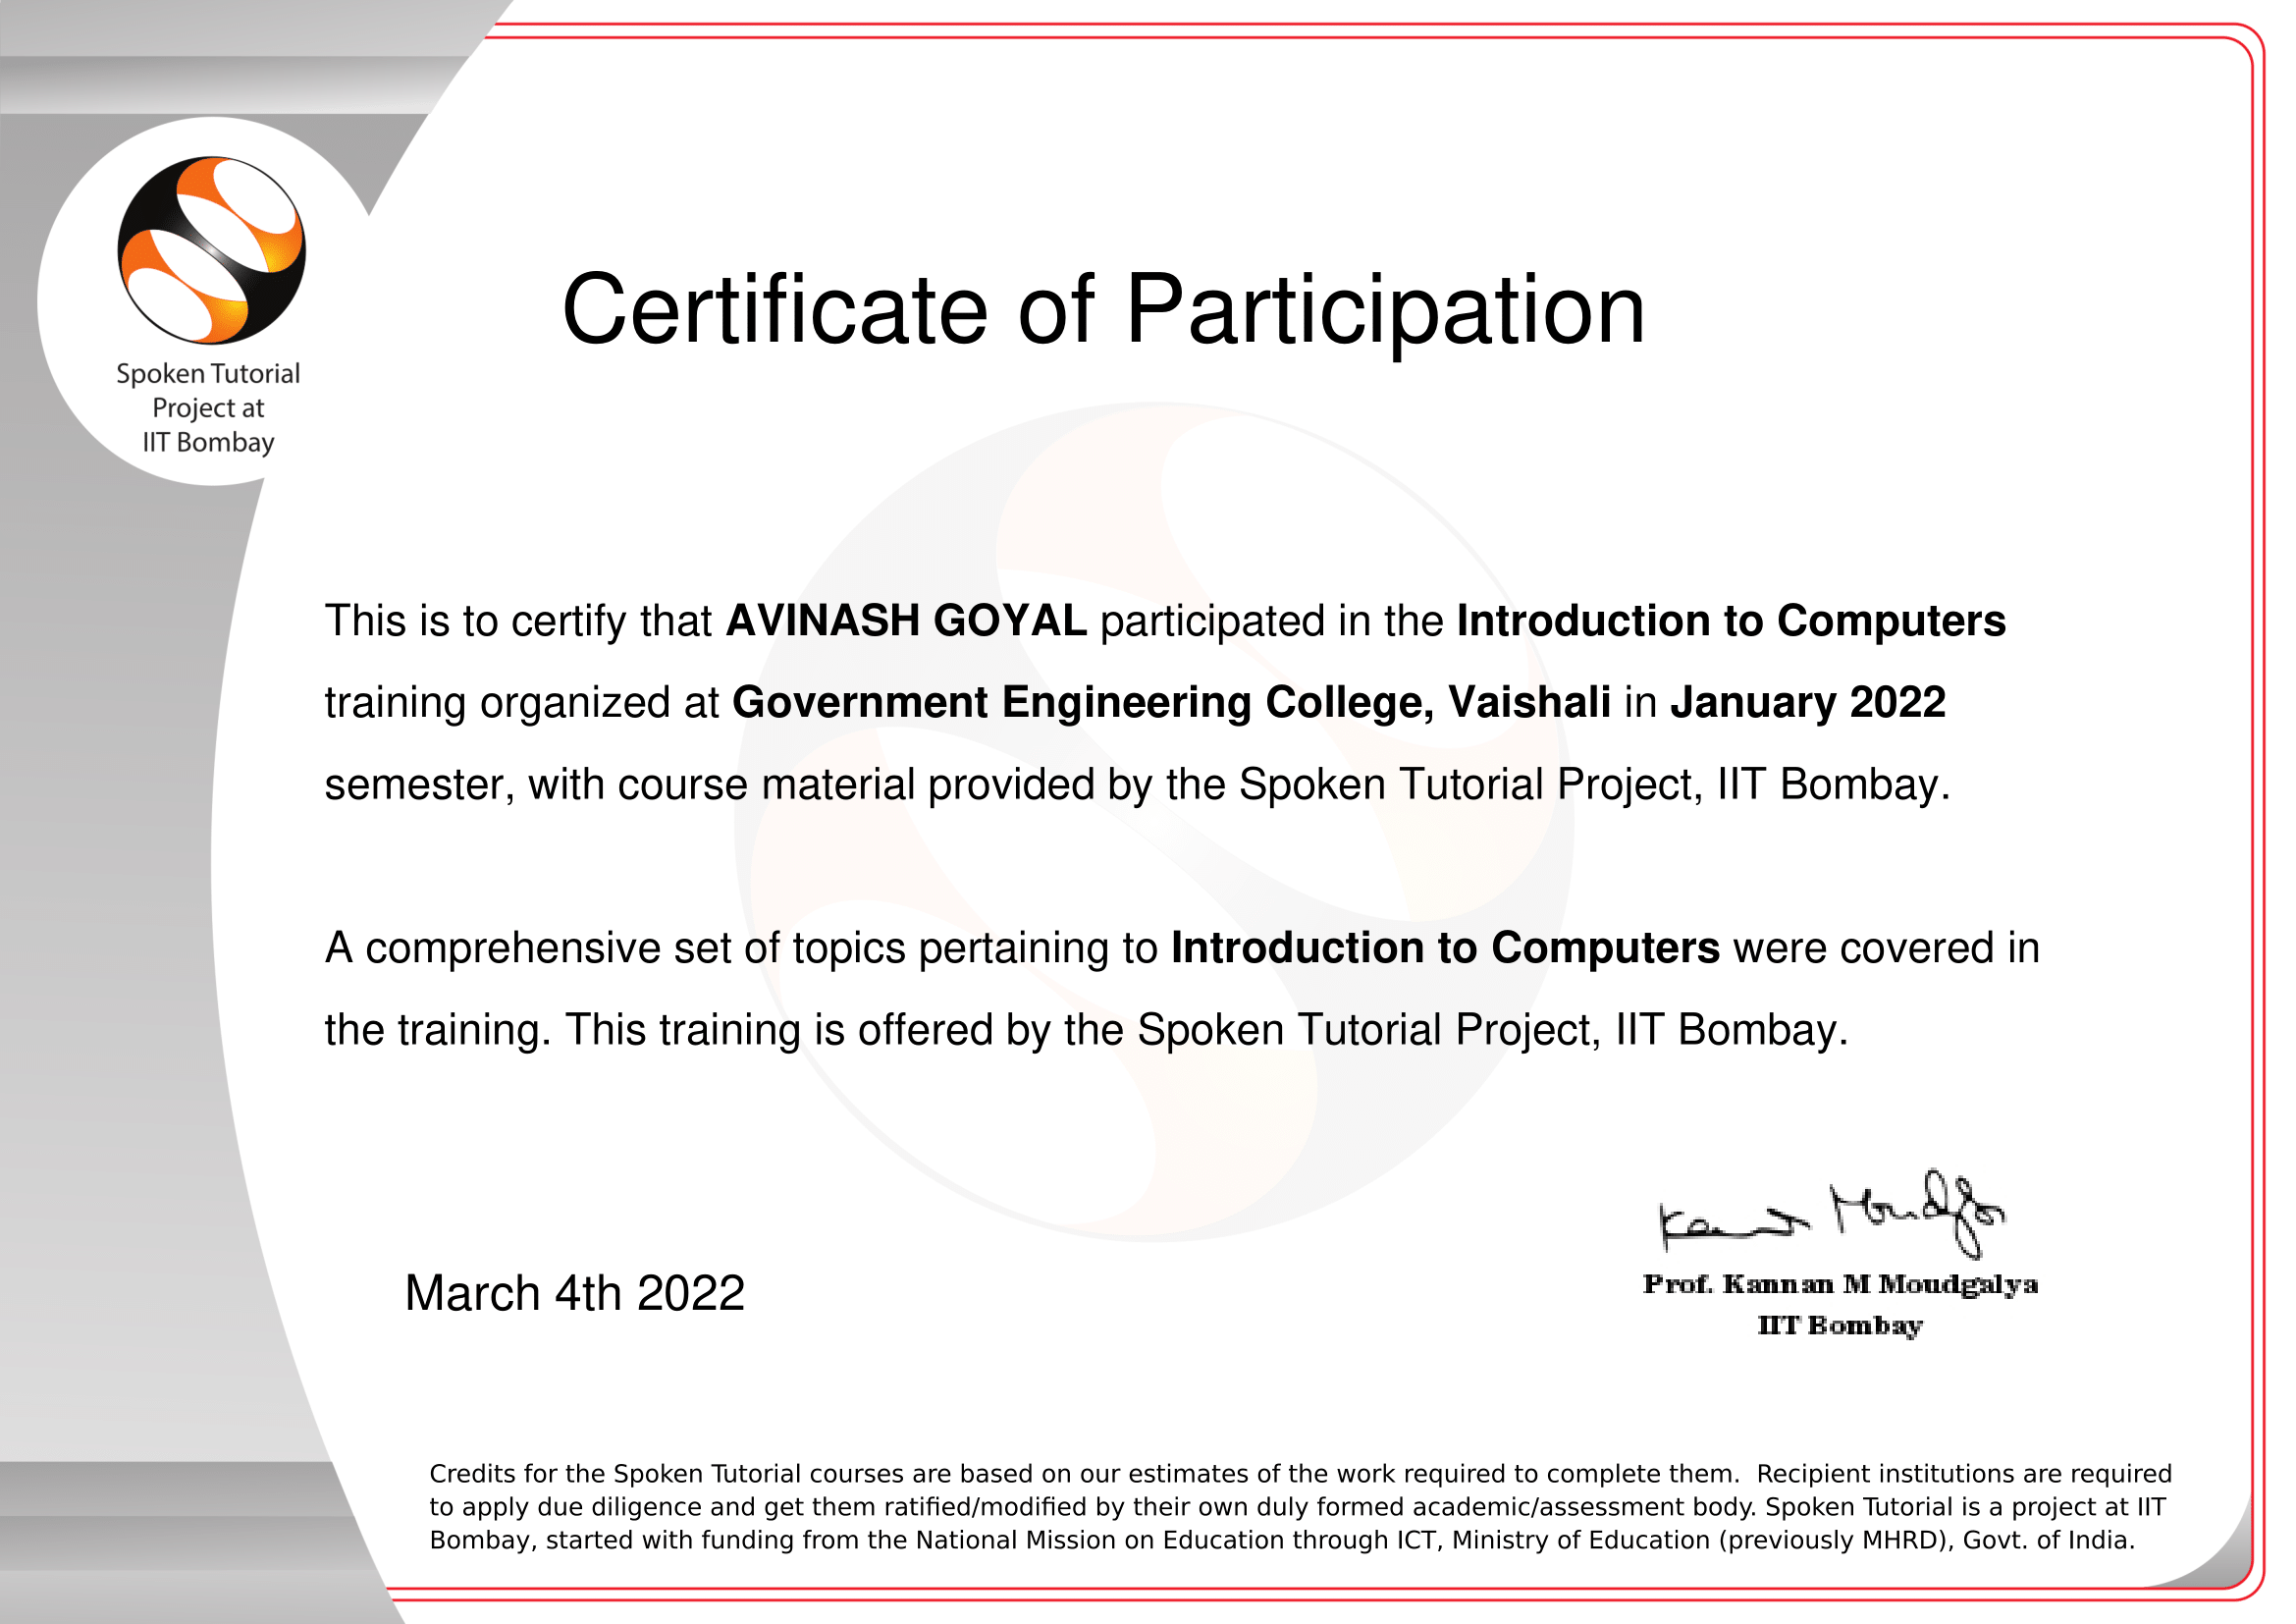 Spoken Tutorial
Project at
IIT Bombay
Certificate of Participation
This is to certify that AVINASH GOYAL participated in the Introduction to Computers
training organized at Government Engineering College, Vaishali in January 2022
semester, with course material provided by the Spoken Tutorial Project, IIT Bombay.
A comprehensive set of topics pertaining to Introduction to Computers were covered in
the training. This training is offered by the Spoken Tutorial Project, IIT Bombay.
Kannan Moudgalya
March 4th 2022
Prof. Kannan M Moudgalya
IIT Bombay
Credits for the Spoken Tutorial courses are based on our estimates of the work required to complete them. Recipient institutions are required
to apply due diligence and get them ratified/modified by their own duly formed academic/assessment body. Spoken Tutorial is a project at IIT
Bombay, started with funding from the National Mission on Education through ICT, Ministry of Education (previously MHRD), Govt. of India.